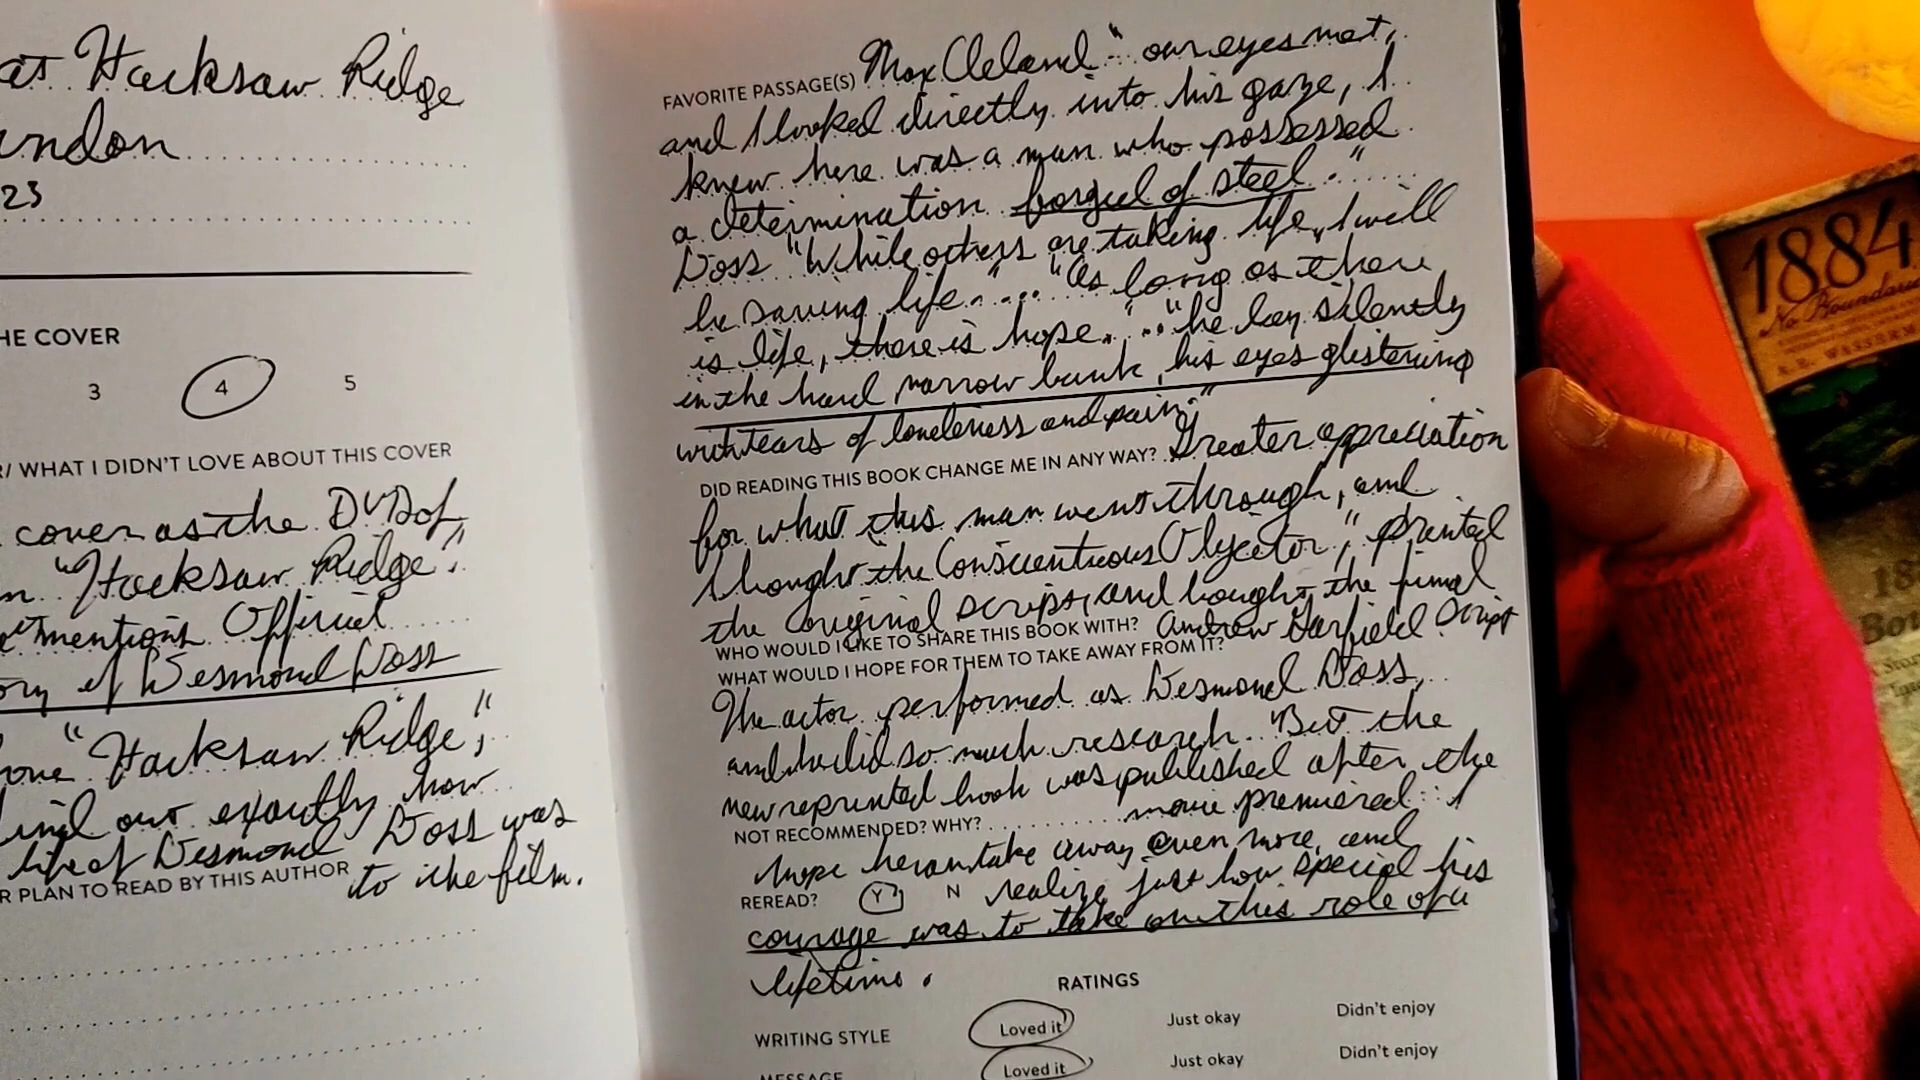 at Hacksaw Ridge
ndon
23
HE COVER
3 4 5
R/ WHAT I DIDN'T LOVE ABOUT THIS COVER
cover as the DVD of
"Hacksaw Ridge".
mentions Official
ory of Desmond Doss
"Hacksaw Ridge,"
find out exactly how
life of Desmond Doss was
R PLAN TO READ BY THIS AUTHOR to the film.
FAVORITE PASSAGE(S) Max Cleland "our eyes met,
and I looked directly into his gaze, I
knew here was a man who possessed
a determination forged of steel."
Doss "While others are taking life, I will
be saving life." ... "As long as there
is life, there is hope." ... "he lay silently
in the hard narrow bunk, his eyes glistening
with tears of loneliness and pain."
DID READING THIS BOOK CHANGE ME IN ANY WAY? Greater appreciation
for what this man went through, and
I bought "the Conscientious Objector," printed
the original script, and bought the final
WHO WOULD I LIKE TO SHARE THIS BOOK WITH? Andrew Garfield script
WHAT WOULD I HOPE FOR THEM TO TAKE AWAY FROM IT?
The actor performed as Desmond Doss,
and he did so much research. But the
new reprinted book was published after the
NOT RECOMMENDED? WHY? movie premiered. I
hope he can take away even more, and
REREAD? Y N realize just how special his
courage was to take on this role of a
lifetime.
RATINGS
WRITING STYLE Loved it Just okay Didn't enjoy
MESSAGE Loved it Just okay Didn't enjoy
1884
No Boundaries